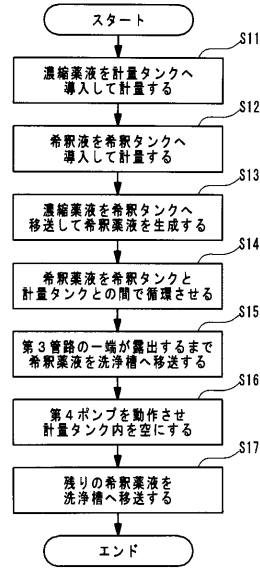 スタート
S11
濃縮薬液を計量タンクへ
導入して計量する
S12
希釈液を希釈タンクへ
導入して計量する
S13
濃縮薬液を希釈タンクへ
移送して希釈薬液を生成する
S14
希釈薬液を希釈タンクと
計量タンクとの間で循環させる
S15
第3管路の一端が露出するまで
希釈薬液を洗浄槽へ移送する
S16
第4ポンプを動作させ
計量タンク内を空にする
S17
残りの希釈薬液を
洗浄槽へ移送する
エンド